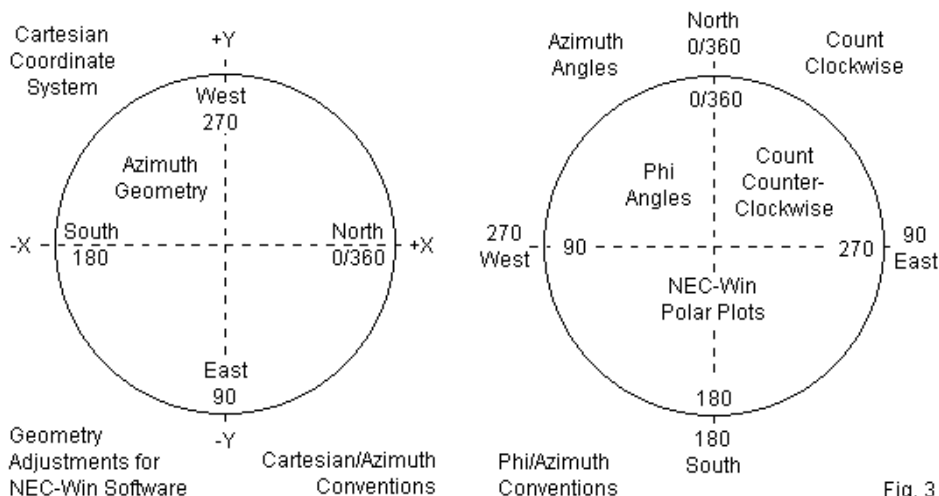 Cartesian
Coordinate
System
+Y
West
270
Azimuth
Geometry
-X
South
180
North
0/360
+X
East
90
-Y
Geometry
Adjustments for
NEC-Win Software
Cartesian/Azimuth
Conventions
Azimuth
Angles
North
0/360
Count
Clockwise
0/360
Phi
Angles
Count
Counter-
Clockwise
270
West
90
270
90
East
NEC-Win
Polar Plots
180
180
South
Phi/Azimuth
Conventions
Fig. 3